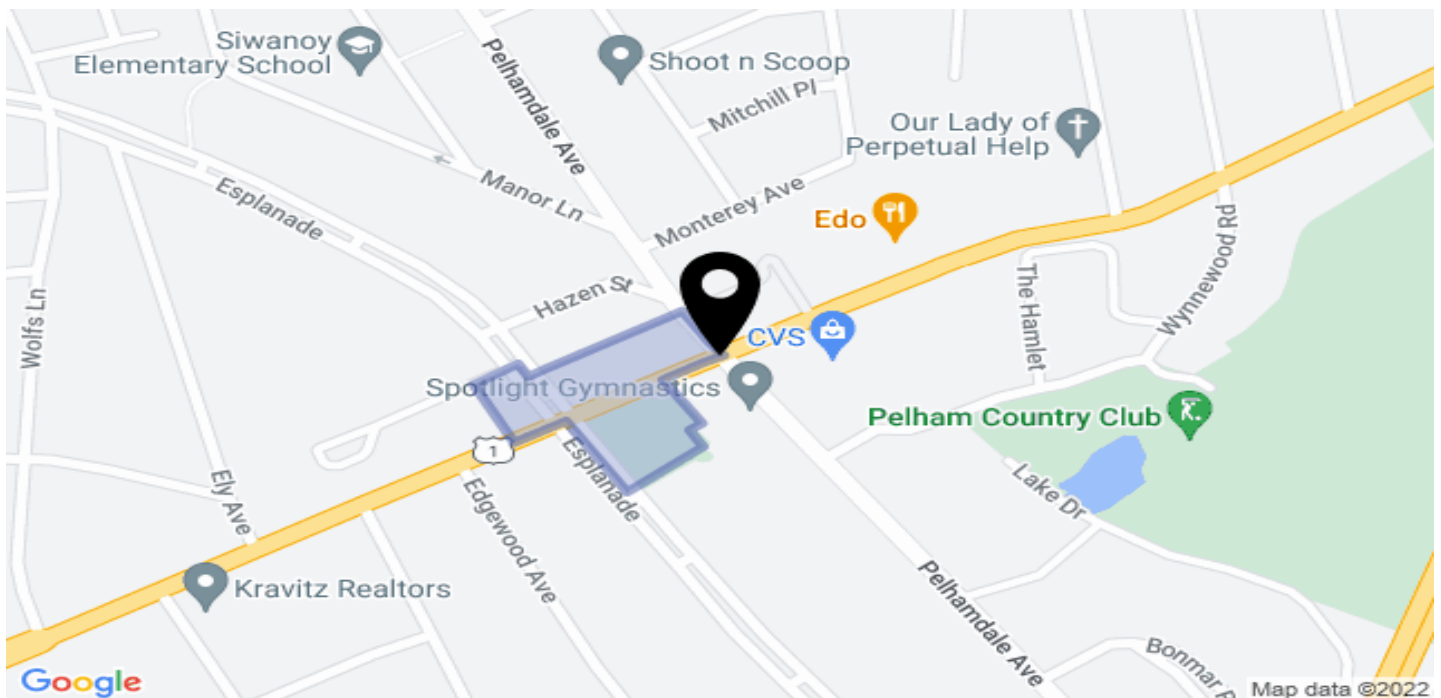 Siwanoy
Elementary School
Pelhamdale Ave
Shoot n Scoop
Mitchill Pl
Our Lady of
Perpetual Help
Manor Ln
Monterey Ave
Esplanade
Edo
Wynnewood Rd
The Hamlet
Hazen St
Wolfs Ln
CVS
Spotlight Gymnastics
Pelham Country Club
1
Esplanade
Ely Ave
Edgewood Ave
Lake Dr
Kravitz Realtors
Pelhamdale Ave
Bonmar
Google
Map data ©2022